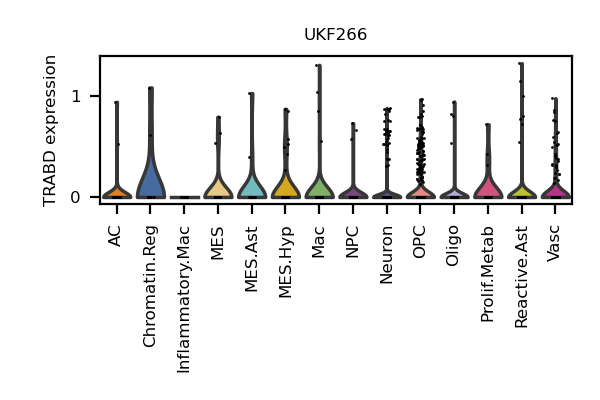 UKF266
TRABD expression
1
0
AC
Chromatin.Reg
Inflammatory.Mac
MES
MES.Ast
MES.Hyp
Mac
NPC
Neuron
OPC
Oligo
Prolif.Metab
Reactive.Ast
Vasc